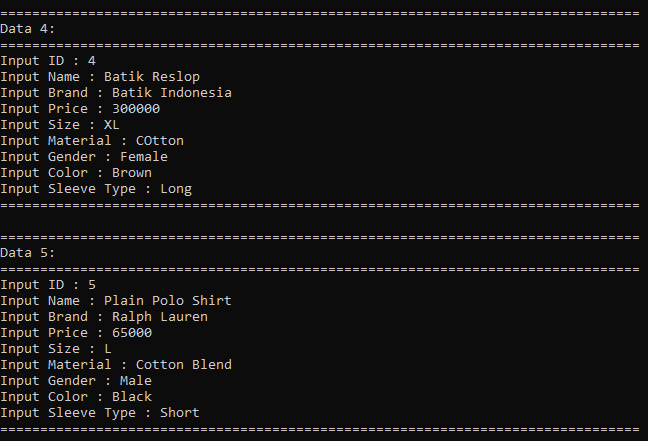 ================================================================================
Data 4:
================================================================================
Input ID : 4
Input Name : Batik Reslop
Input Brand : Batik Indonesia
Input Price : 300000
Input Size : XL
Input Material : COtton
Input Gender : Female
Input Color : Brown
Input Sleeve Type : Long
================================================================================
================================================================================
Data 5:
================================================================================
Input ID : 5
Input Name : Plain Polo Shirt
Input Brand : Ralph Lauren
Input Price : 65000
Input Size : L
Input Material : Cotton Blend
Input Gender : Male
Input Color : Black
Input Sleeve Type : Short
================================================================================